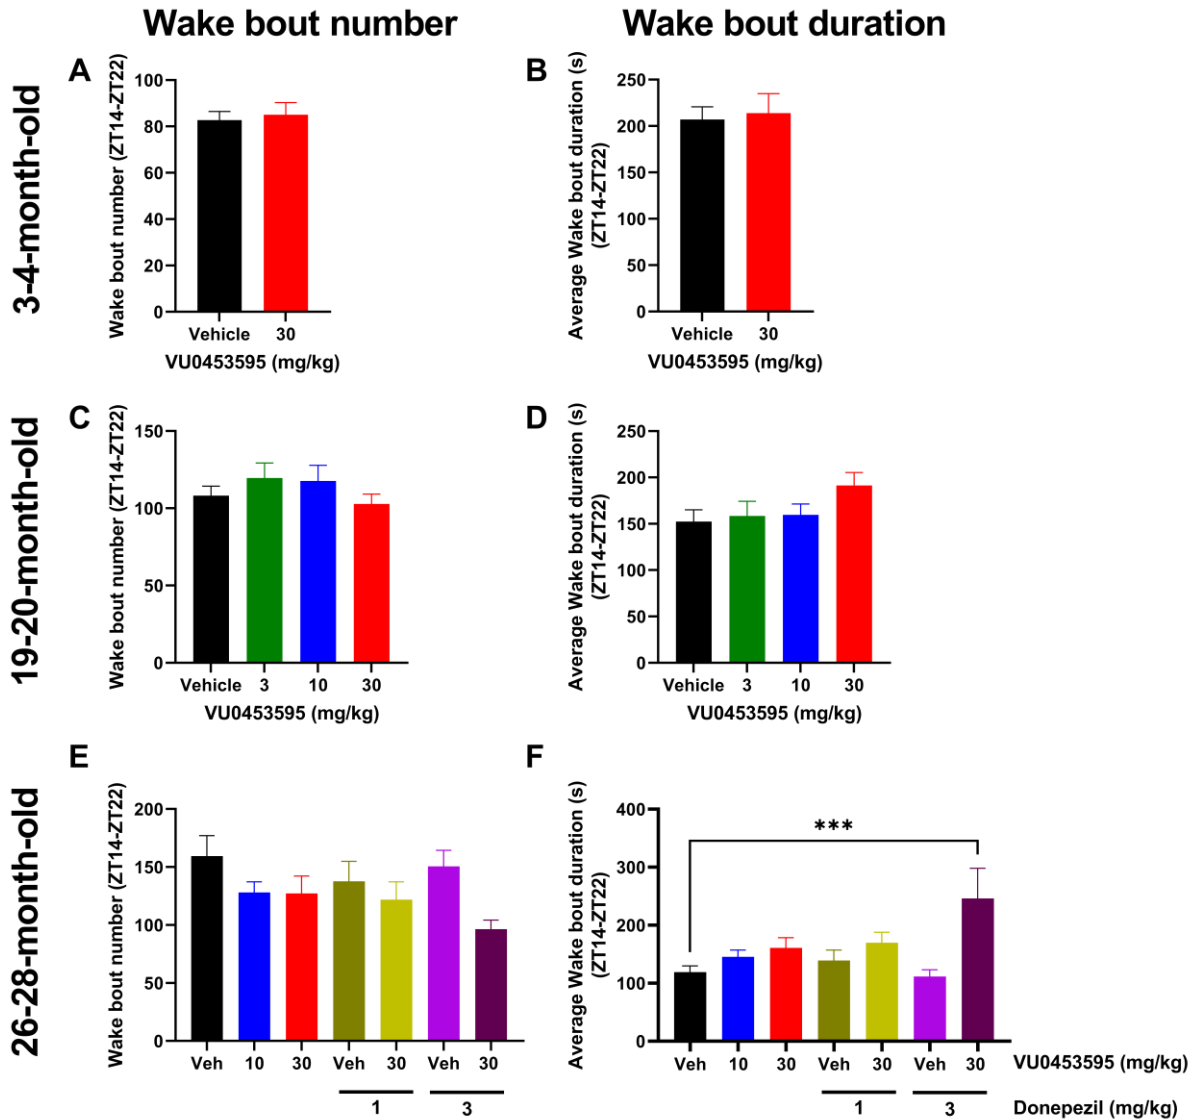 Wake bout number
Wake bout duration
3-4-month-old
A
Wake bout number (ZT14-ZT22)
100
80
60
40
20
0
Vehicle 30
VU0453595 (mg/kg)
B
Average Wake bout duration (s)
(ZT14-ZT22)
250
200
150
100
50
0
Vehicle 30
VU0453595 (mg/kg)
19-20-month-old
C
Wake bout number (ZT14-ZT22)
150
100
50
0
Vehicle 3 10 30
VU0453595 (mg/kg)
D
Average Wake bout duration (s)
(ZT14-ZT22)
250
200
150
100
50
0
Vehicle 3 10 30
VU0453595 (mg/kg)
26-28-month-old
E
Wake bout number (ZT14-ZT22)
200
150
100
50
0
Veh 10 30 Veh 30 Veh 30
1 3
F
Average Wake bout duration (s)
(ZT14-ZT22)
400
300
200
100
0
***
Veh 10 30 Veh 30 Veh 30 VU0453595 (mg/kg)
1 3 Donepezil (mg/kg)